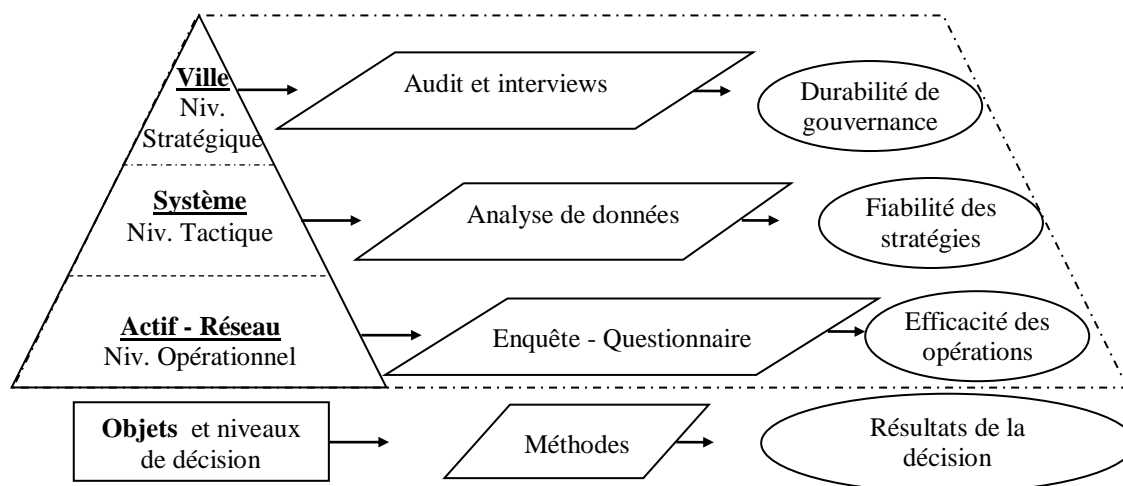 Ville
Niv.
Stratégique
Audit et interviews
Durabilité de
gouvernance
Système
Niv. Tactique
Analyse de données
Fiabilité des
stratégies
Actif - Réseau
Niv. Opérationnel
Enquête - Questionnaire
Efficacité des
opérations
Objets et niveaux
de décision
Méthodes
Résultats de la
décision